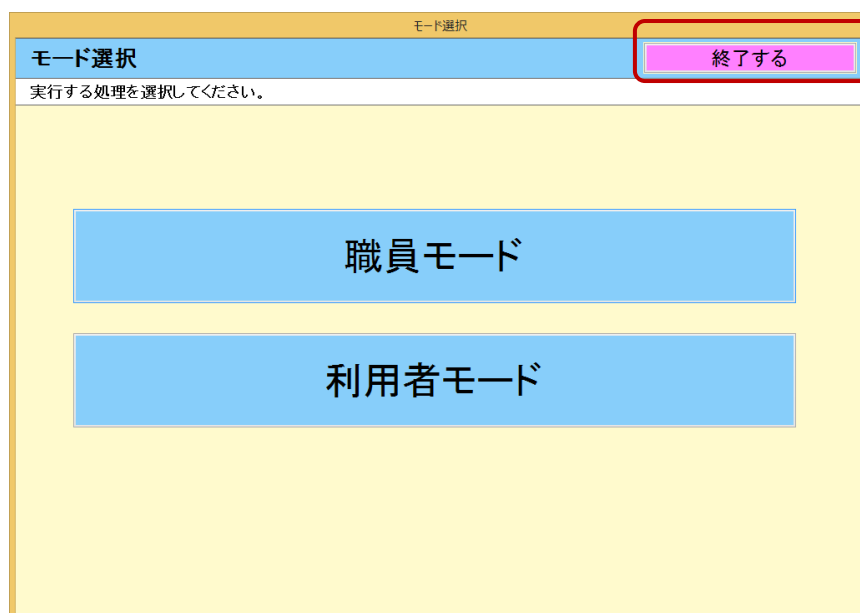 モード選択
モード選択
終了する
実行する処理を選択してください。
職員モード
利用者モード